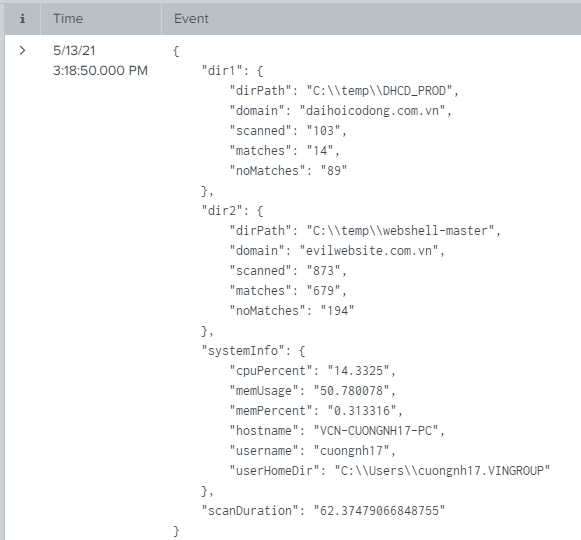 i Time Event
> 5/13/21 {
3:18:50.000 PM "dir1": {
"dirPath": "C:\\temp\\DHCD_PROD",
"domain": "daihoicodong.com.vn",
"scanned": "103",
"matches": "14",
"noMatches": "89"
},
"dir2": {
"dirPath": "C:\\temp\\webshell-master",
"domain": "evilwebsite.com.vn",
"scanned": "873",
"matches": "679",
"noMatches": "194"
},
"systemInfo": {
"cpuPercent": "14.3325",
"memUsage": "50.780078",
"memPercent": "0.313316",
"hostname": "VCN-CUONGNH17-PC",
"username": "cuongnh17",
"userHomeDir": "C:\\Users\\cuongnh17.VINGROUP"
},
"scanDuration": "62.37479066848755"
}